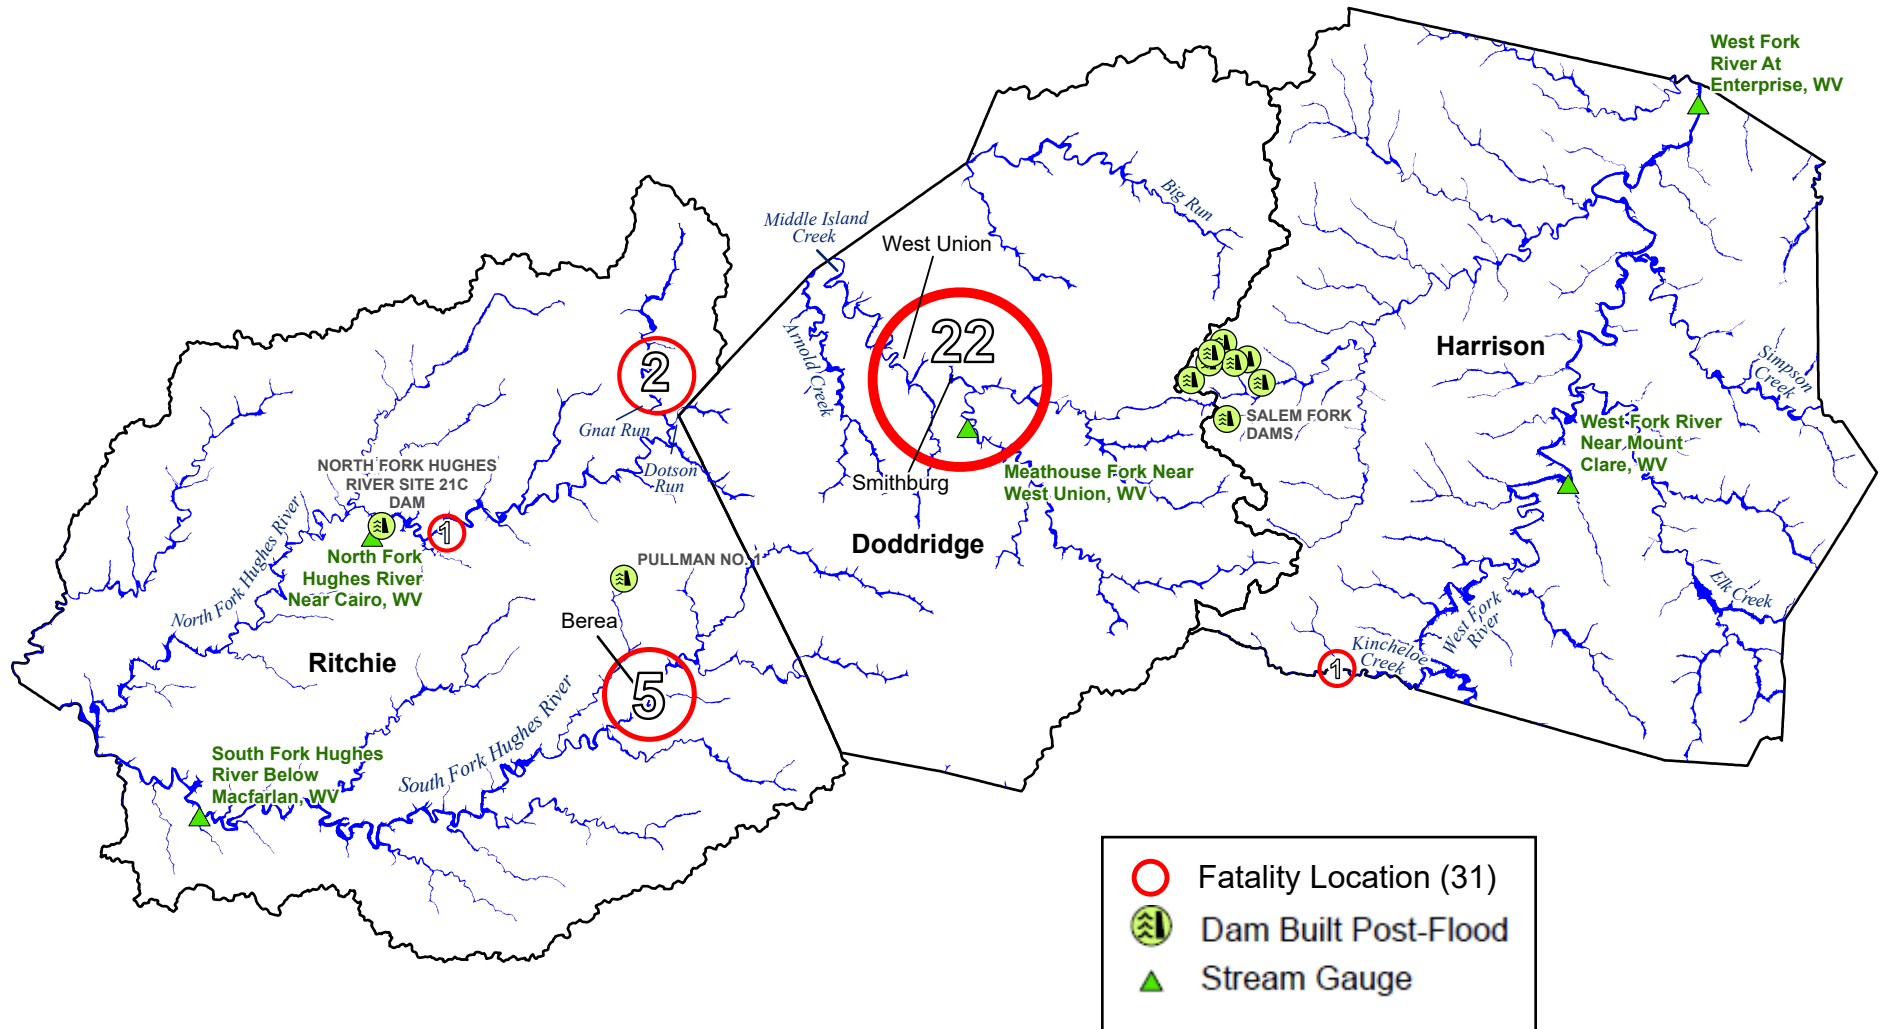 West Fork
River At
Enterprise, WV
Big Run
Middle Island
Creek
West Union
22
Arnold Creek
Harrison
Simpson
Creek
2
Gnat Run
Dotson
Run
SALEM FORK
DAMS
West Fork River
Near Mount
Clare, WV
NORTH FORK HUGHES
RIVER SITE 21C
DAM
Meathouse Fork Near
West Union, WV
Smithburg
1
North Fork Hughes River
North Fork
Hughes River
Near Cairo, WV
Doddridge
PULLMAN NO. 1
Berea
Elk Creek
West Fork
River
Kincheloe
Creek
1
Ritchie
5
South Fork Hughes River
South Fork Hughes
River Below
Macfarlan, WV
Fatality Location (31)
Dam Built Post-Flood
Stream Gauge